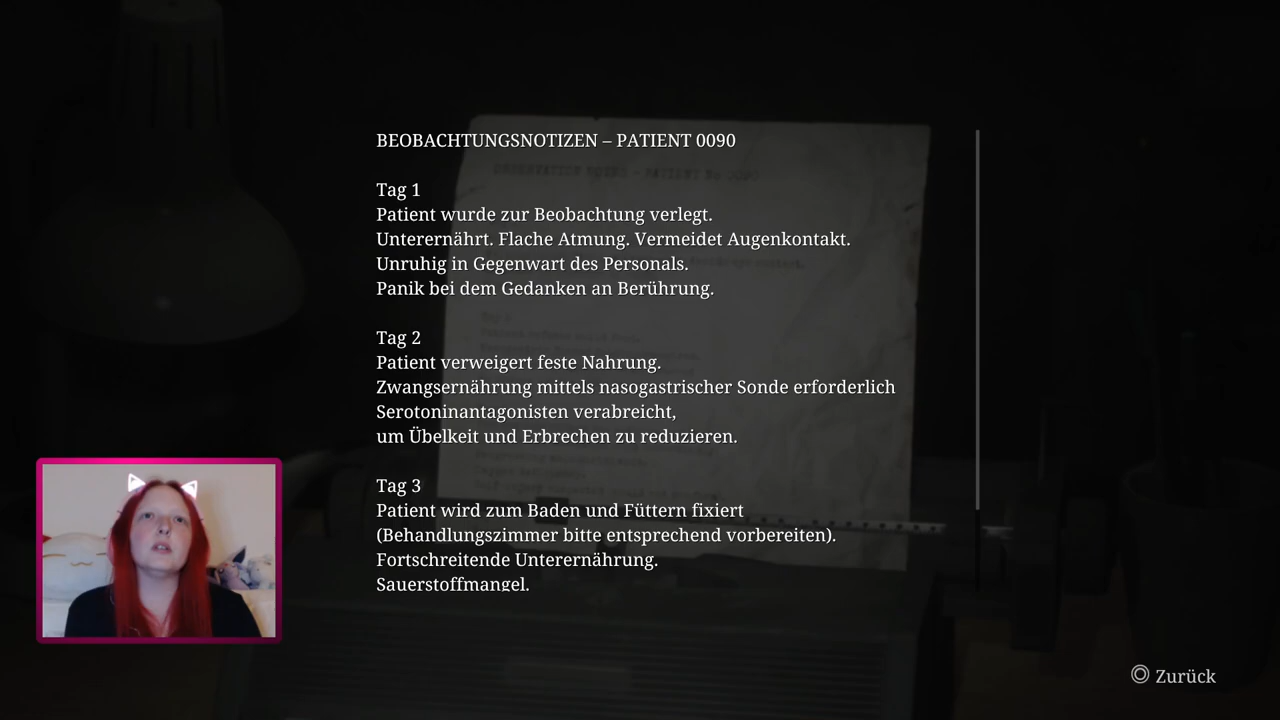 BEOBACHTUNGSNOTIZEN – PATIENT 0090
Tag 1
Patient wurde zur Beobachtung verlegt.
Unterernährt. Flache Atmung. Vermeidet Augenkontakt.
Unruhig in Gegenwart des Personals.
Panik bei dem Gedanken an Berührung.
Tag 2
Patient verweigert feste Nahrung.
Zwangsernährung mittels nasogastrischer Sonde erforderlich
Serotoninantagonisten verabreicht,
um Übelkeit und Erbrechen zu reduzieren.
Tag 3
Patient wird zum Baden und Füttern fixiert
(Behandlungszimmer bitte entsprechend vorbereiten).
Fortschreitende Unterernährung.
Sauerstoffmangel.
Zurück